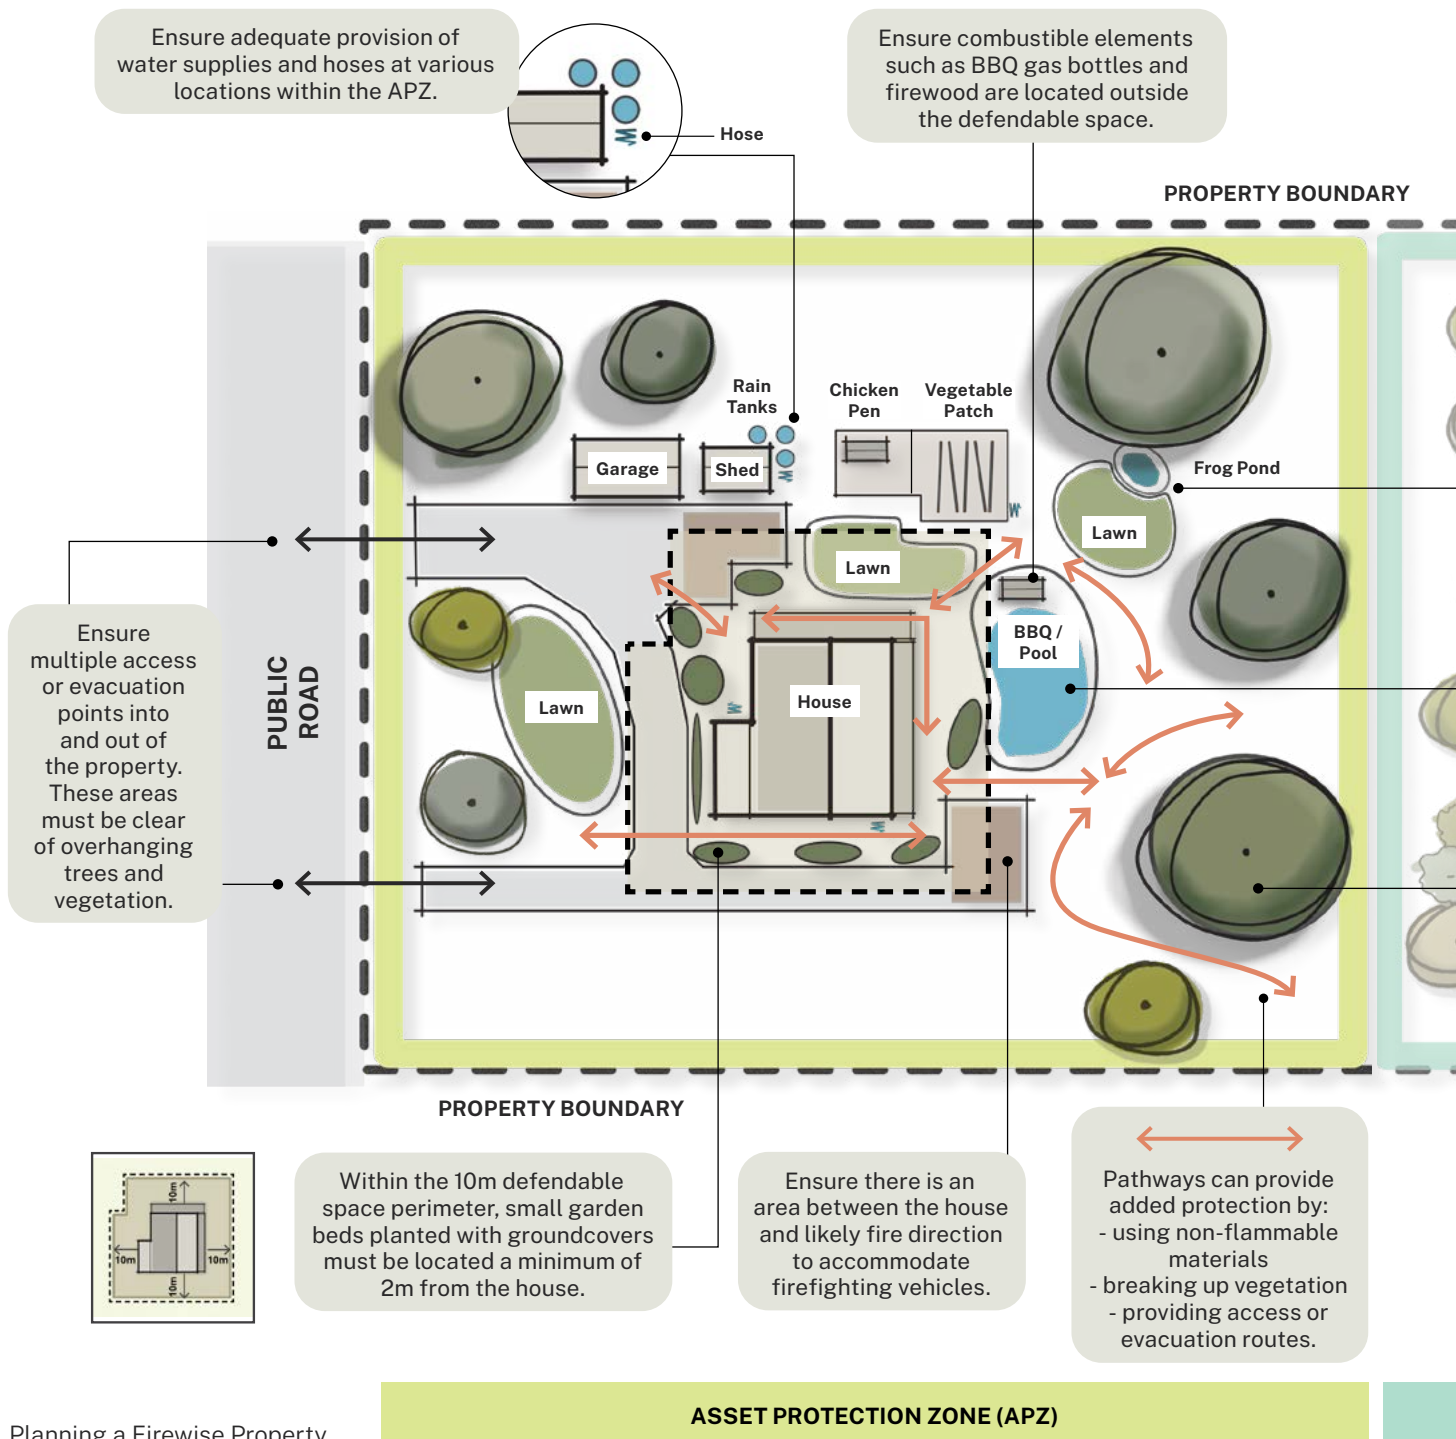 Ensure adequate provision of
water supplies and hoses at various
locations within the APZ.
Hose
Ensure combustible elements
such as BBQ gas bottles and
firewood are located outside
the defendable space.
PROPERTY BOUNDARY
Rain
Tanks
Chicken
Pen
Vegetable
Patch
Garage
Shed
Frog Pond
Lawn
Lawn
BBQ /
Pool
House
Lawn
PUBLIC
ROAD
Ensure
multiple access
or evacuation
points into
and out of
the property.
These areas
must be clear
of overhanging
trees and
vegetation.
PROPERTY BOUNDARY
10m
10m
10m
10m
Within the 10m defendable
space perimeter, small garden
beds planted with groundcovers
must be located a minimum of
2m from the house.
Ensure there is an
area between the house
and likely fire direction
to accommodate
firefighting vehicles.
Pathways can provide
added protection by:
- using non-flammable
materials
- breaking up vegetation
- providing access or
evacuation routes.
ASSET PROTECTION ZONE (APZ)
Planning a Firewise Property